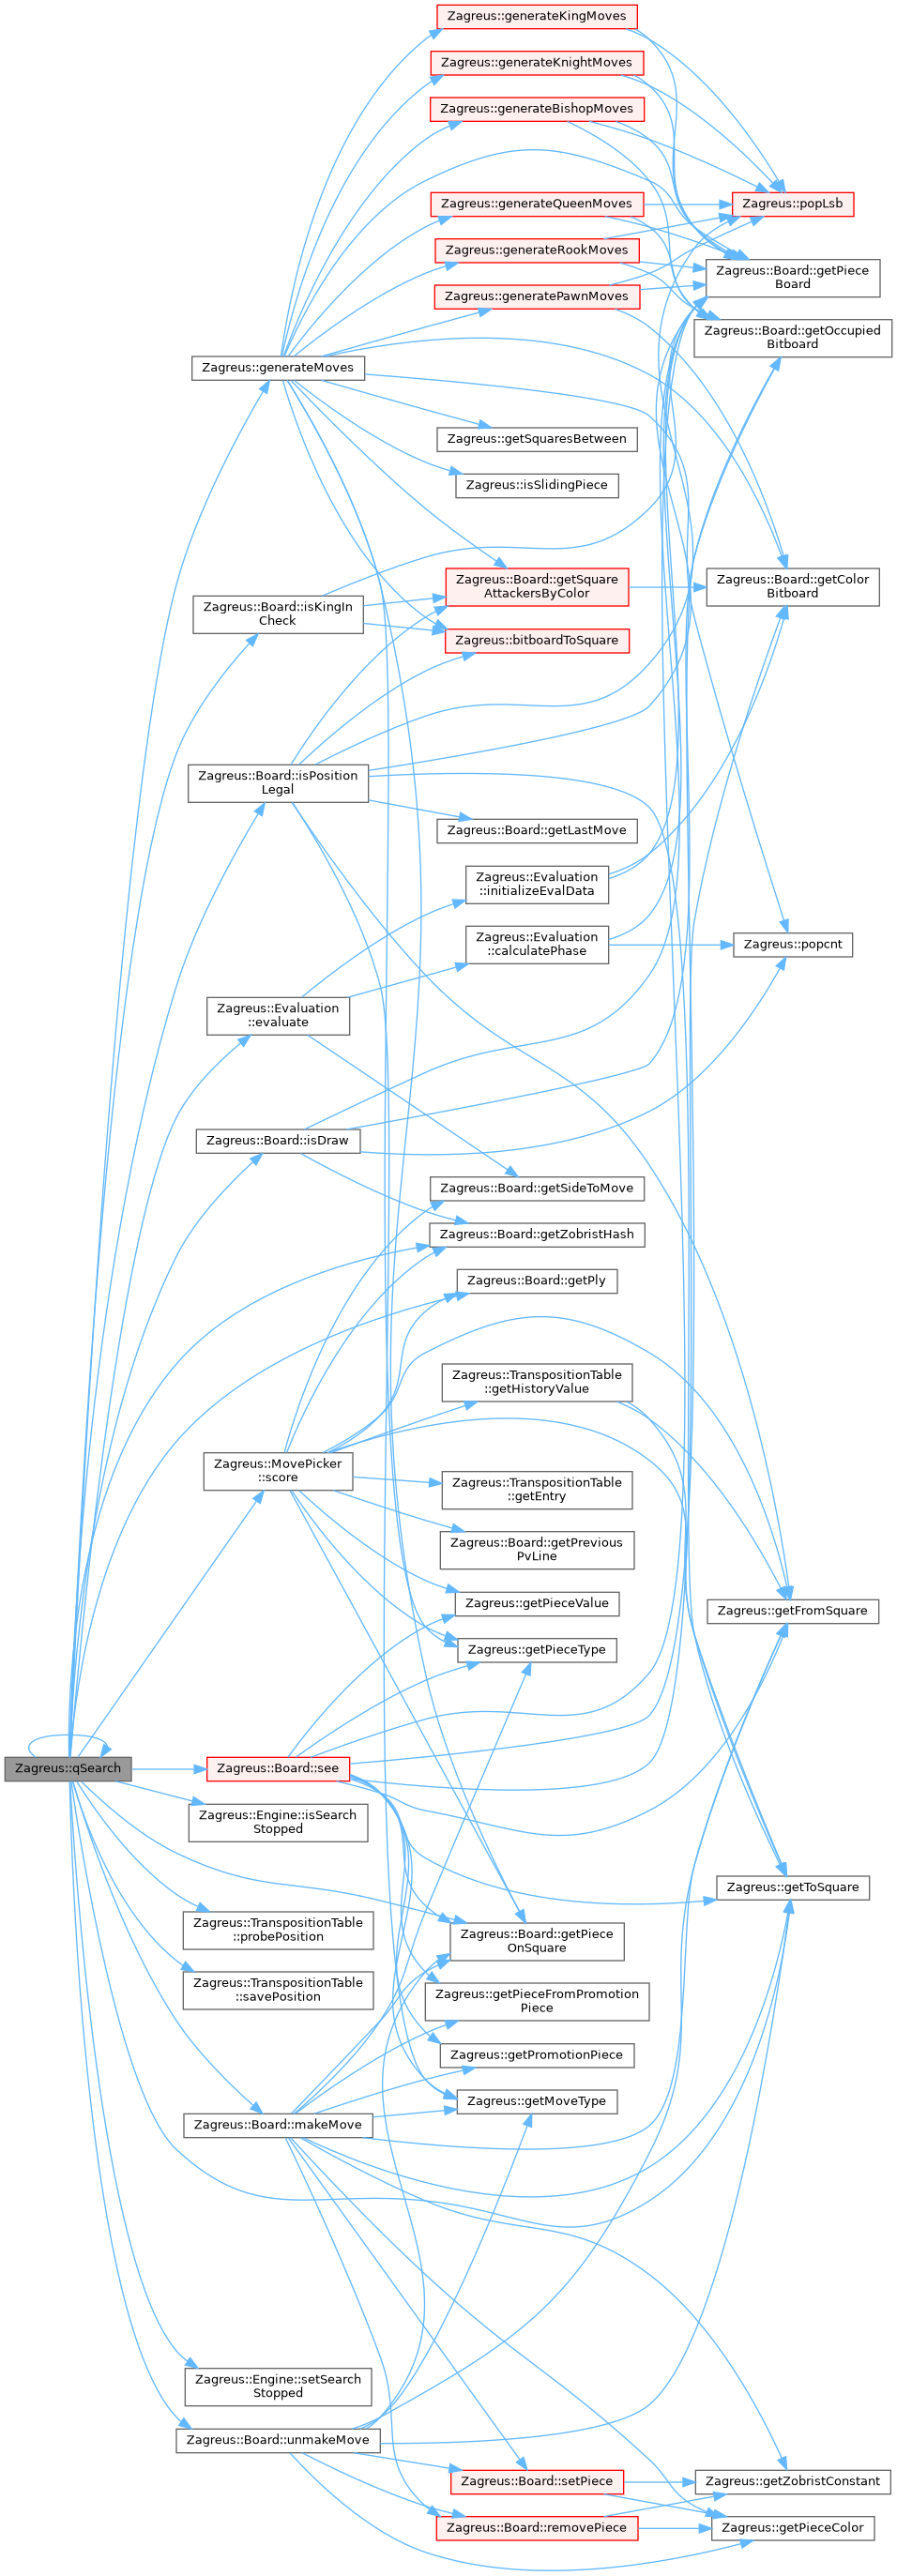 Zagreus::generateKingMoves
Zagreus::generateKnightMoves
Zagreus::generateBishopMoves
Zagreus::generateQueenMoves
Zagreus::popLsb
Zagreus::generateRookMoves
Zagreus::Board::getPiece
Board
Zagreus::generatePawnMoves
Zagreus::Board::getOccupied
Bitboard
Zagreus::generateMoves
Zagreus::getSquaresBetween
Zagreus::isSlidingPiece
Zagreus::Board::getSquare
AttackersByColor
Zagreus::Board::getColor
Bitboard
Zagreus::Board::isKingIn
Check
Zagreus::bitboardToSquare
Zagreus::Board::isPosition
Legal
Zagreus::Board::getLastMove
Zagreus::Evaluation
::initializeEvalData
Zagreus::Evaluation
::calculatePhase
Zagreus::popcnt
Zagreus::Evaluation
::evaluate
Zagreus::Board::isDraw
Zagreus::Board::getSideToMove
Zagreus::Board::getZobristHash
Zagreus::Board::getPly
Zagreus::TranspositionTable
::getHistoryValue
Zagreus::MovePicker
::score
Zagreus::TranspositionTable
::getEntry
Zagreus::Board::getPrevious
PvLine
Zagreus::getPieceValue
Zagreus::getFromSquare
Zagreus::getPieceType
Zagreus::qSearch
Zagreus::Board::see
Zagreus::Engine::isSearch
Stopped
Zagreus::getToSquare
Zagreus::TranspositionTable
::probePosition
Zagreus::Board::getPiece
OnSquare
Zagreus::TranspositionTable
::savePosition
Zagreus::getPieceFromPromotion
Piece
Zagreus::getPromotionPiece
Zagreus::getMoveType
Zagreus::Board::makeMove
Zagreus::Engine::setSearch
Stopped
Zagreus::Board::unmakeMove
Zagreus::Board::setPiece
Zagreus::getZobristConstant
Zagreus::Board::removePiece
Zagreus::getPieceColor